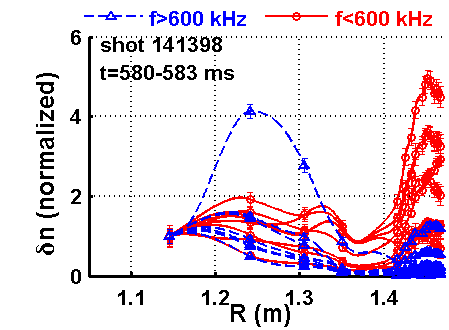 f>600 kHz f<600 kHz
shot 141398
t=580-583 ms
δn (normalized)
6
4
2
0
1.1 1.2 1.3 1.4
R (m)